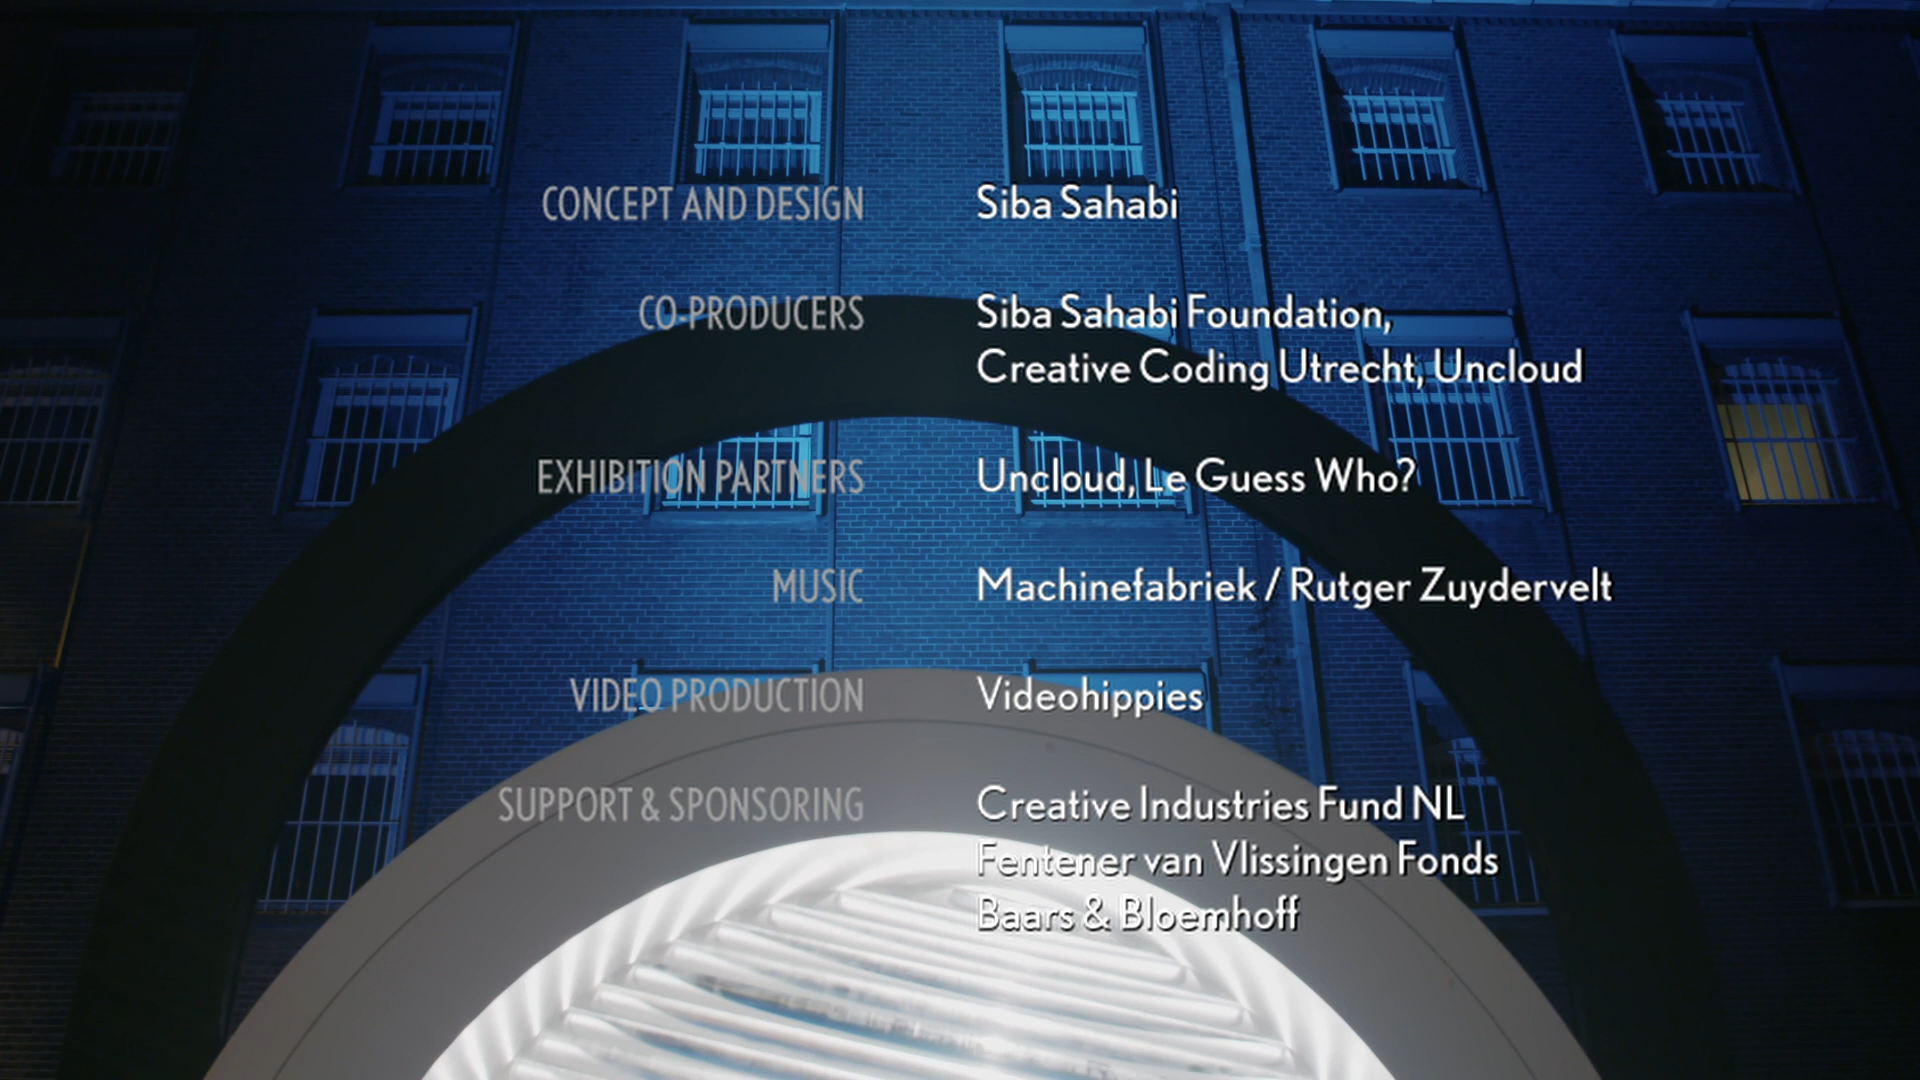 CONCEPT AND DESIGN Siba Sahabi
CO-PRODUCERS Siba Sahabi Foundation,
Creative Coding Utrecht, Uncloud
EXHIBITION PARTNERS Uncloud, Le Guess Who?
MUSIC Machinefabriek / Rutger Zuydervelt
VIDEO PRODUCTION Videohippies
SUPPORT & SPONSORING Creative Industries Fund NL
Fentener van Vlissingen Fonds
Baars & Bloemhoff